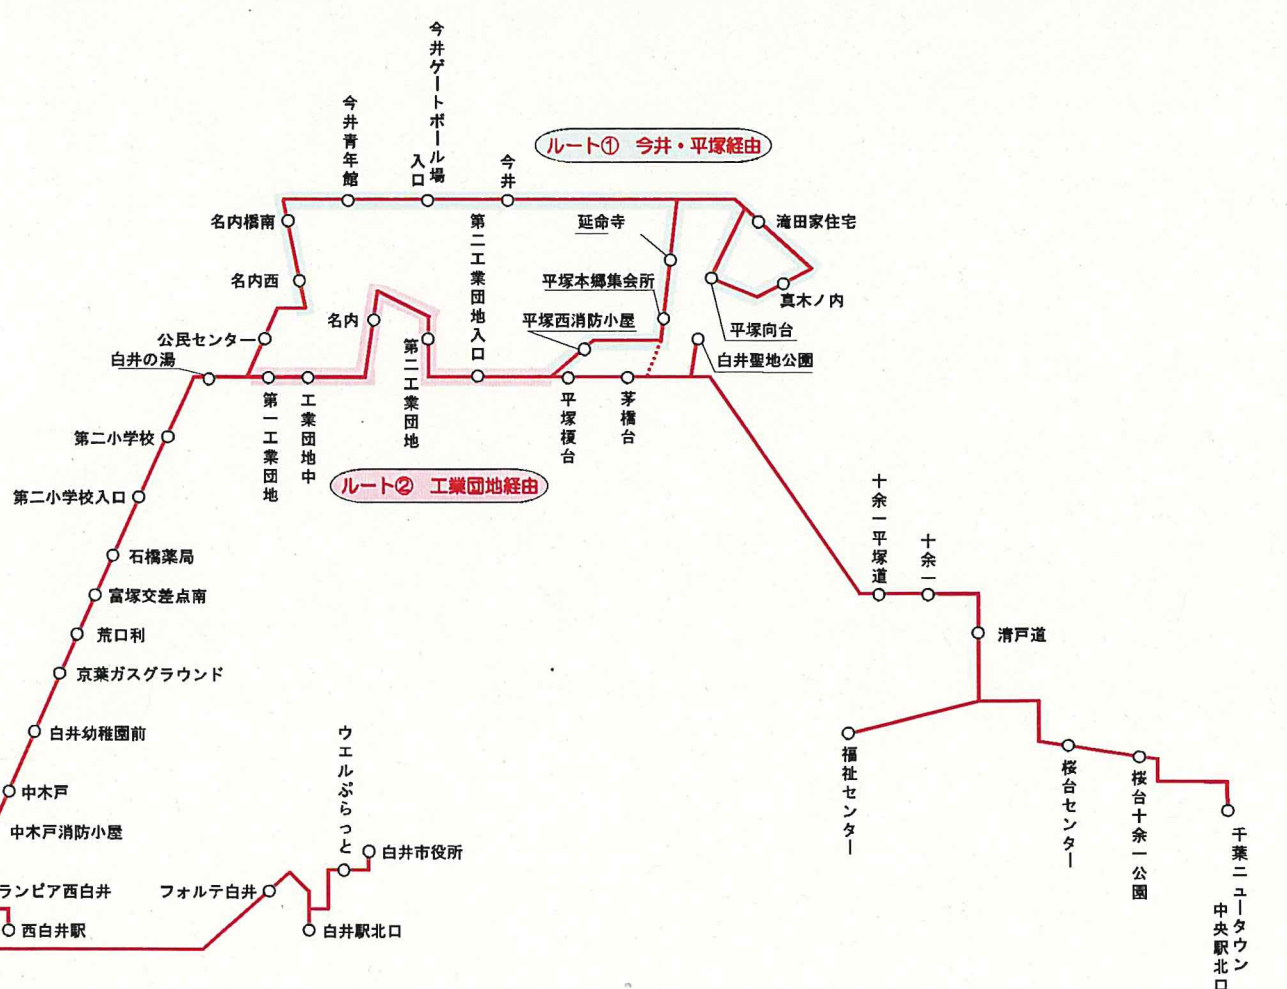 今井ゲートボール場
入口
今井青年館
今井
ルート① 今井・平塚経由
名内橋南
第二工業団地入口
延命寺
滝田家住宅
名内西
平塚本郷集会所
真木ノ内
公民センター
名内
平塚西消防小屋
平塚向台
白井の湯
第二工業団地
白井聖地公園
第一工業団地
工業団地中
平塚榎台
茅橋台
第二小学校
ルート② 工業団地経由
第二小学校入口
十余一平塚道
十余一
石橋薬局
富塚交差点南
荒口利
清戸道
京葉ガスグラウンド
白井幼稚園前
ウエルぷらっと
福祉センター
桜台センター
桜台十余一公園
中木戸
中木戸消防小屋
白井市役所
千葉ニュータウン
中央駅北口
ランピア西白井
フォルテ白井
西白井駅
白井駅北口